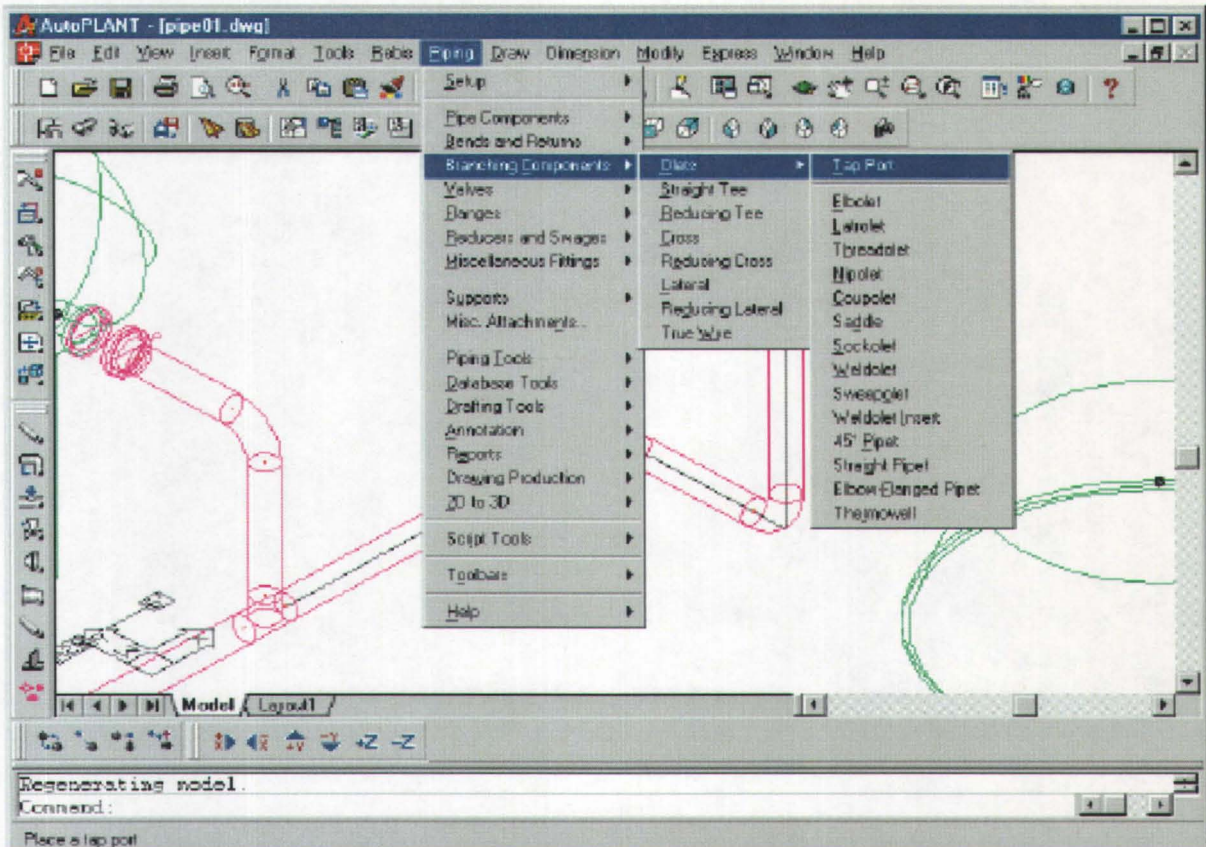 AutoPLANT - [pipe01.dwg]
File Edit View Insert Format Tools Rebis Piping Draw Dimension Modify Express Window Help
Setup
Pipe Components
Bends and Returns
Branching Components
Valves
Flanges
Reducers and Swages
Miscellaneous Fittings
Supports
Misc. Attachments...
Piping Tools
Database Tools
Drafting Tools
Annotation
Reports
Drawing Production
2D to 3D
Script Tools
Toolbars
Help
Olets
Straight Tee
Reducing Tee
Cross
Reducing Cross
Lateral
Reducing Lateral
True Wye
Tap Port
Elbolet
Latrolet
Threadolet
Nipolet
Coupolet
Saddle
Sockolet
Weldolet
Sweepolet
Weldolet Insert
45° Pipet
Straight Pipet
Elbow-Flanged Pipet
Thermowell
Model Layout1
+X -X +Y -Y +Z -Z
Regenerating model.
Command:
Place a tap port